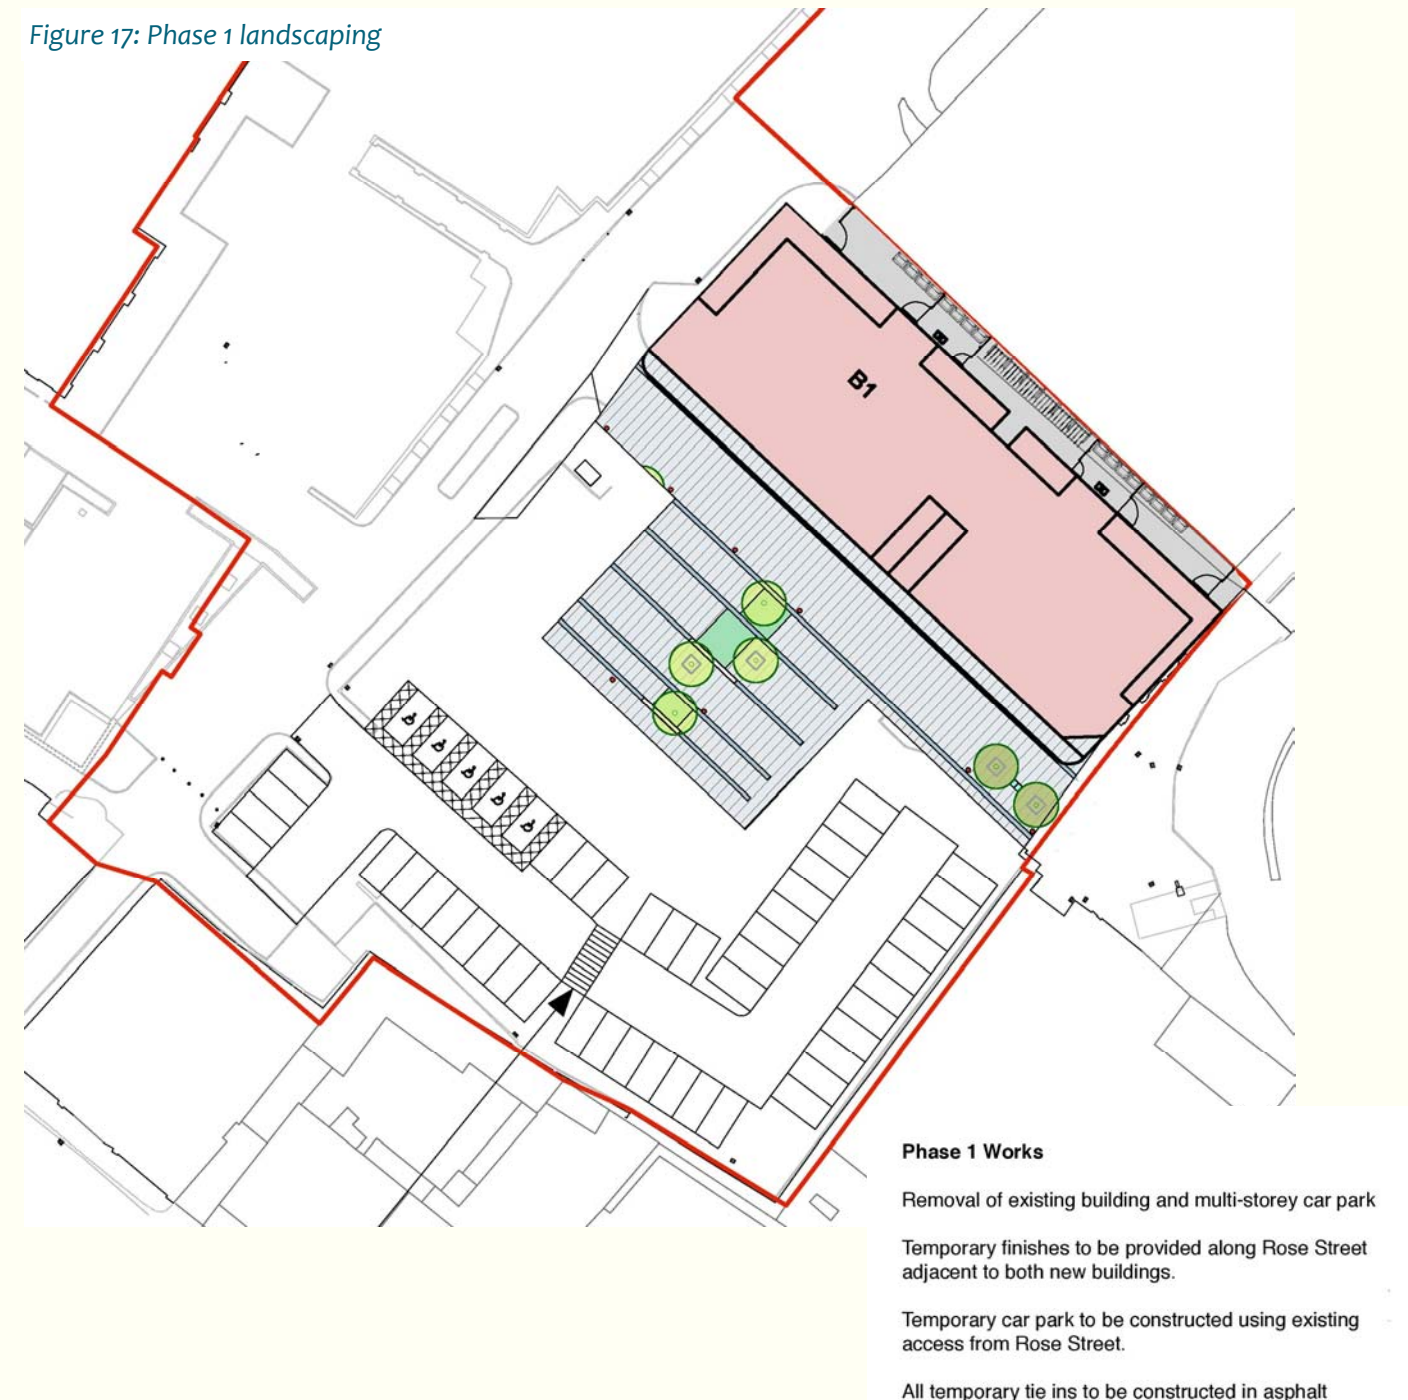 Figure 17: Phase 1 landscaping
B1
Phase 1 Works
Removal of existing building and multi-storey car park
Temporary finishes to be provided along Rose Street
adjacent to both new buildings.
Temporary car park to be constructed using existing
access from Rose Street.
All temporary tie ins to be constructed in asphalt